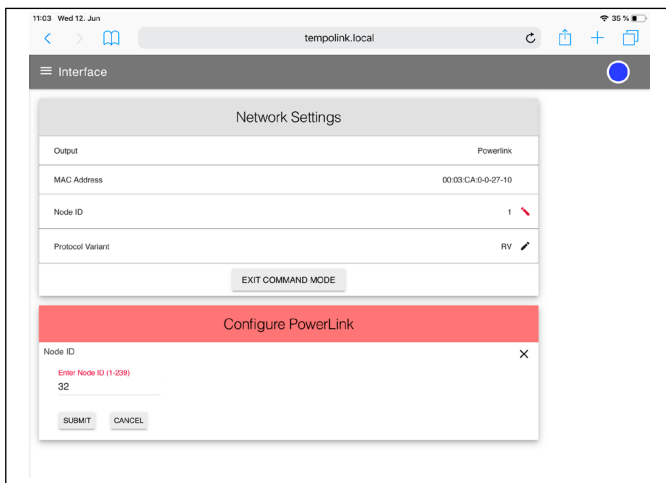 11:03 Wed 12. Jun
35 %
tempolink.local
Interface
Network Settings
Output Powerlink
MAC Address 00:03:CA:0-0-27-10
Node ID 1
Protocol Variant RV
EXIT COMMAND MODE
Configure PowerLink
Node ID
Enter Node ID (1-239)
32
SUBMIT CANCEL